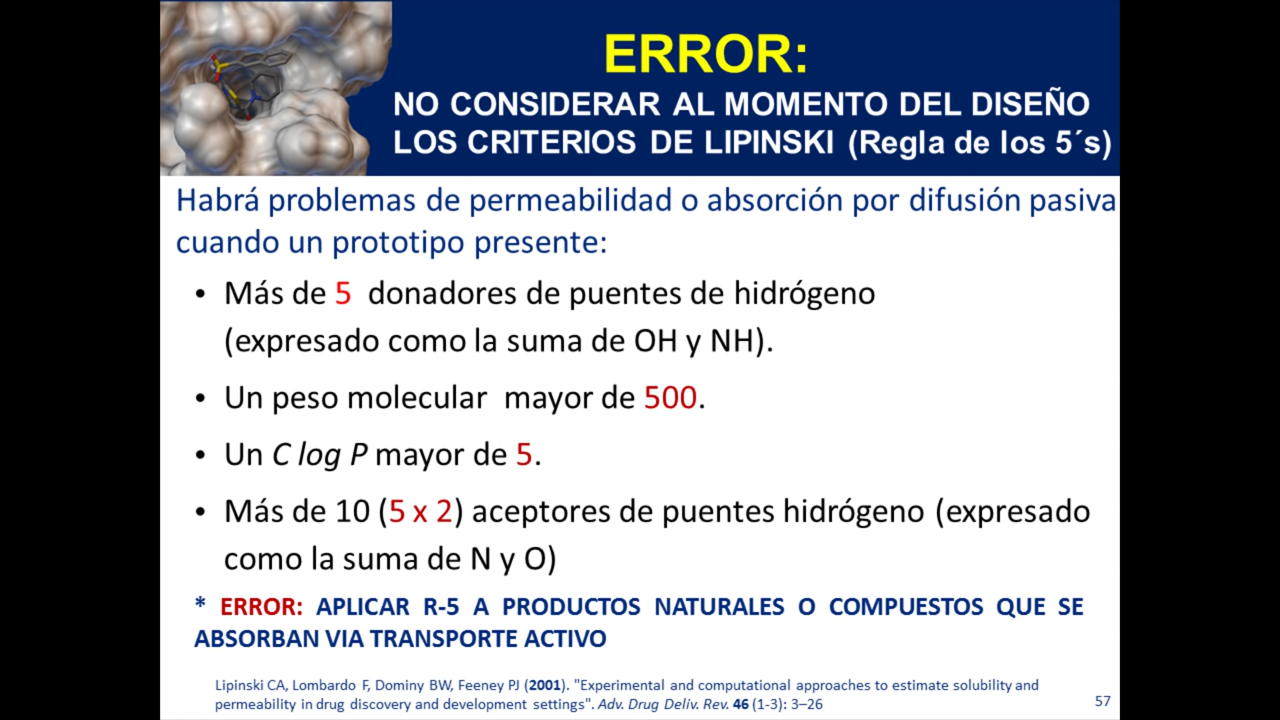 ERROR:
NO CONSIDERAR AL MOMENTO DEL DISEÑO
LOS CRITERIOS DE LIPINSKI (Regla de los 5´s)
Habrá problemas de permeabilidad o absorción por difusión pasiva
cuando un prototipo presente:
• Más de 5 donadores de puentes de hidrógeno
(expresado como la suma de OH y NH).
• Un peso molecular mayor de 500.
• Un C log P mayor de 5.
• Más de 10 (5 x 2) aceptores de puentes hidrógeno (expresado
como la suma de N y O)
* ERROR: APLICAR R-5 A PRODUCTOS NATURALES O COMPUESTOS QUE SE
ABSORBAN VIA TRANSPORTE ACTIVO
Lipinski CA, Lombardo F, Dominy BW, Feeney PJ (2001). "Experimental and computational approaches to estimate solubility and
permeability in drug discovery and development settings". Adv. Drug Deliv. Rev. 46 (1-3): 3–26
57